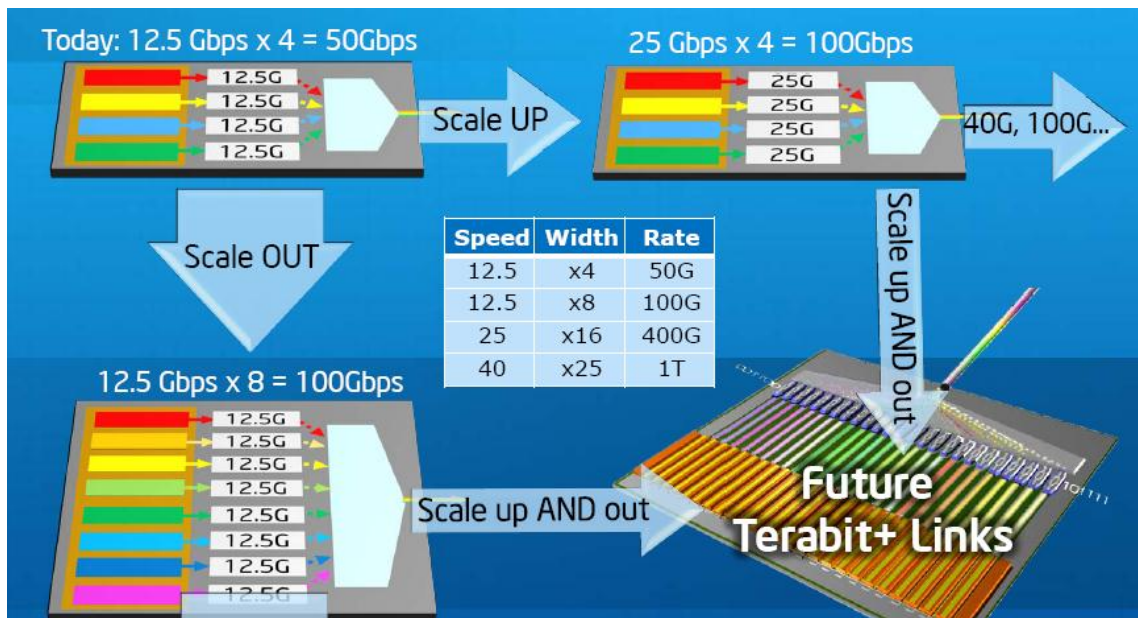 Today: 12.5 Gbps x 4 = 50Gbps
12.5G
12.5G
12.5G
12.5G
Scale UP
25 Gbps x 4 = 100Gbps
25G
25G
25G
25G
40G, 100G...
Scale OUT
Speed Width Rate
12.5 x4 50G
12.5 x8 100G
25 x16 400G
40 x25 1T
Scale up AND out
12.5 Gbps x 8 = 100Gbps
12.5G
12.5G
12.5G
12.5G
12.5G
12.5G
12.5G
12.5G
Scale up AND out
Future
Terabit+ Links